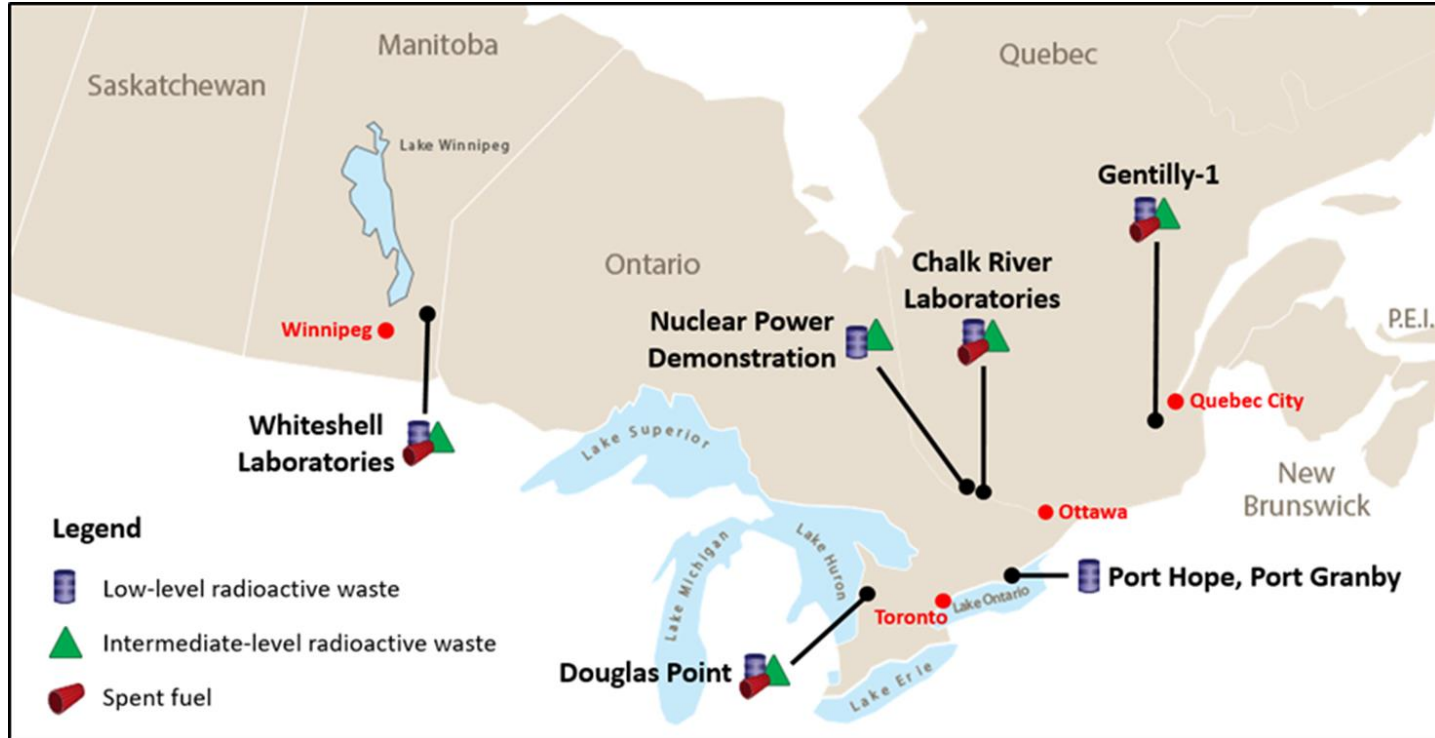 Manitoba
Saskatchewan
Quebec
Lake Winnipeg
Gentilly-1
Ontario
Chalk River
Laboratories
Nuclear Power
Demonstration
P.E.I.
Winnipeg
Quebec City
Whiteshell
Laboratories
Lake Superior
New
Brunswick
Ottawa
Lake Michigan
Lake Huron
Port Hope, Port Granby
Toronto
Lake Ontario
Douglas Point
Lake Erie
Legend
Low-level radioactive waste
Intermediate-level radioactive waste
Spent fuel